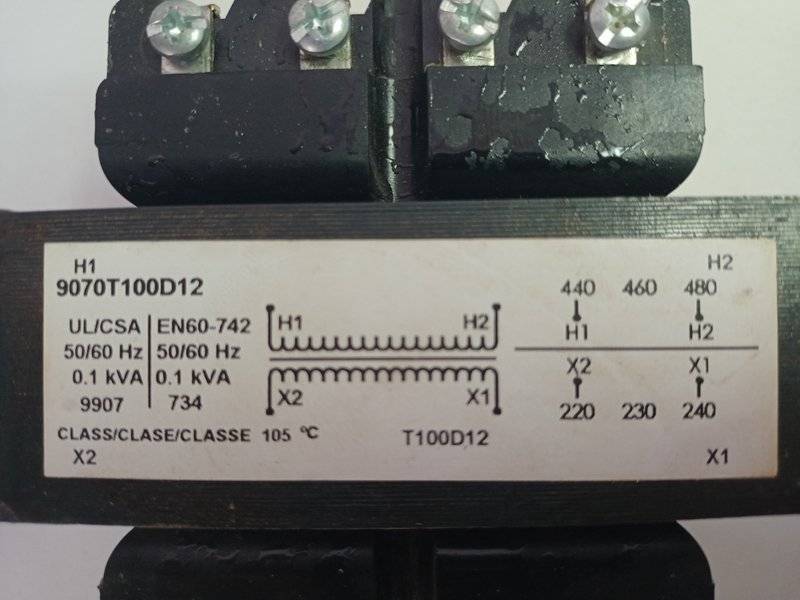 H1 H2
9070T100D12
UL/CSA EN60-742
50/60 Hz 50/60 Hz
0.1 kVA 0.1 kVA
9907 734
CLASS/CLASE/CLASSE 105 °C
X2
H1 H2
X2 X1
T100D12
440 460 480
H1 H2
X2 X1
220 230 240
X1